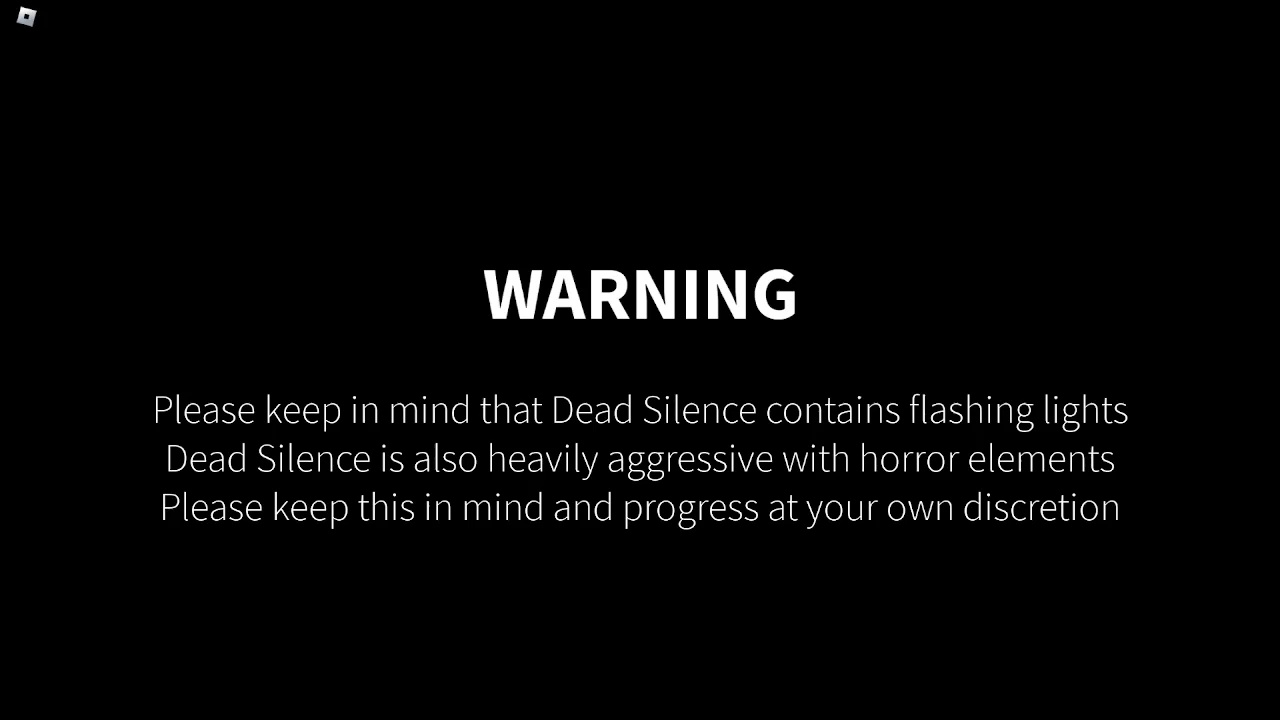 WARNING
Please keep in mind that Dead Silence contains flashing lights
Dead Silence is also heavily aggressive with horror elements
Please keep this in mind and progress at your own discretion